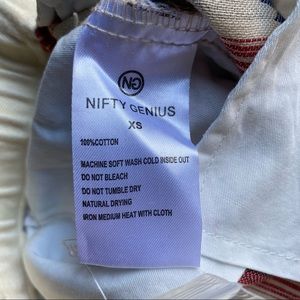 GN
NIFTY GENIUS
XS
100%COTTON
MACHINE SOFT WASH COLD INSIDE OUT
DO NOT BLEACH
DO NOT TUMBLE DRY
NATURAL DRYING
IRON MEDIUM HEAT WITH CLOTH